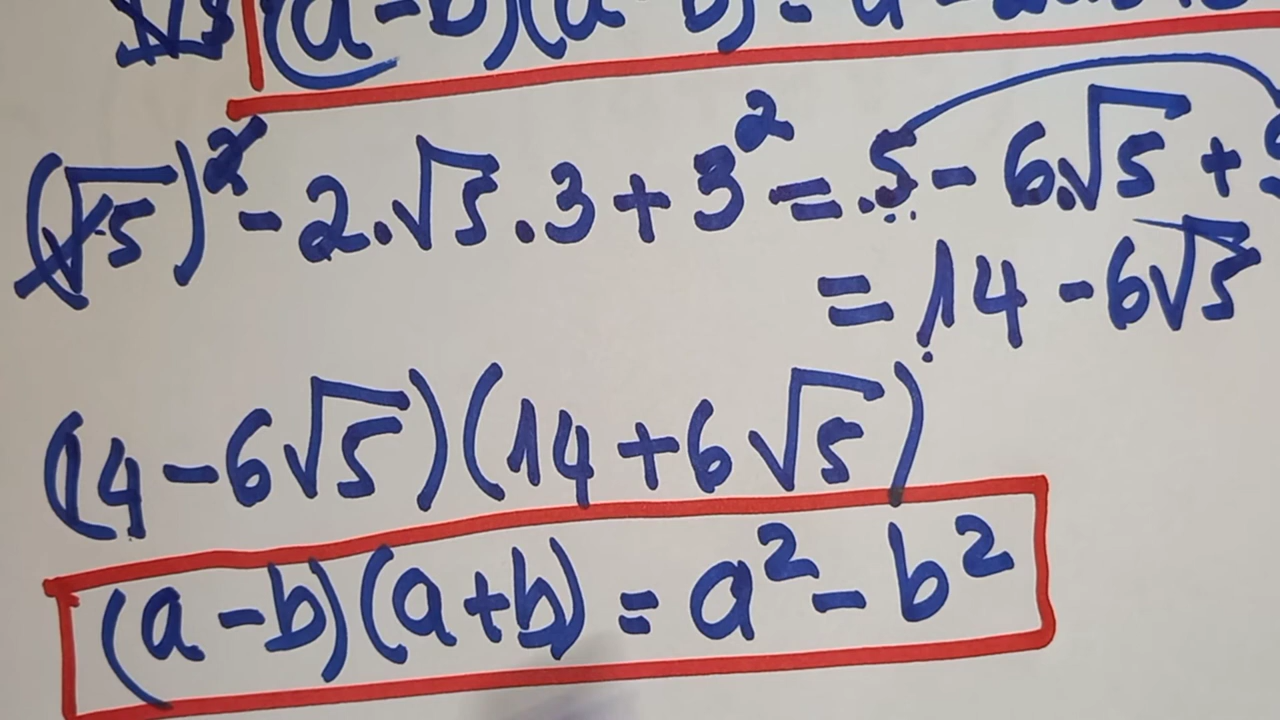 (a-b)(a-b) = a
(√5)² - 2.√5.3 + 3² = 5 - 6.√5 +
= 14 - 6√5
(14 - 6√5)(14 + 6√5)
(a - b)(a + b) = a² - b²